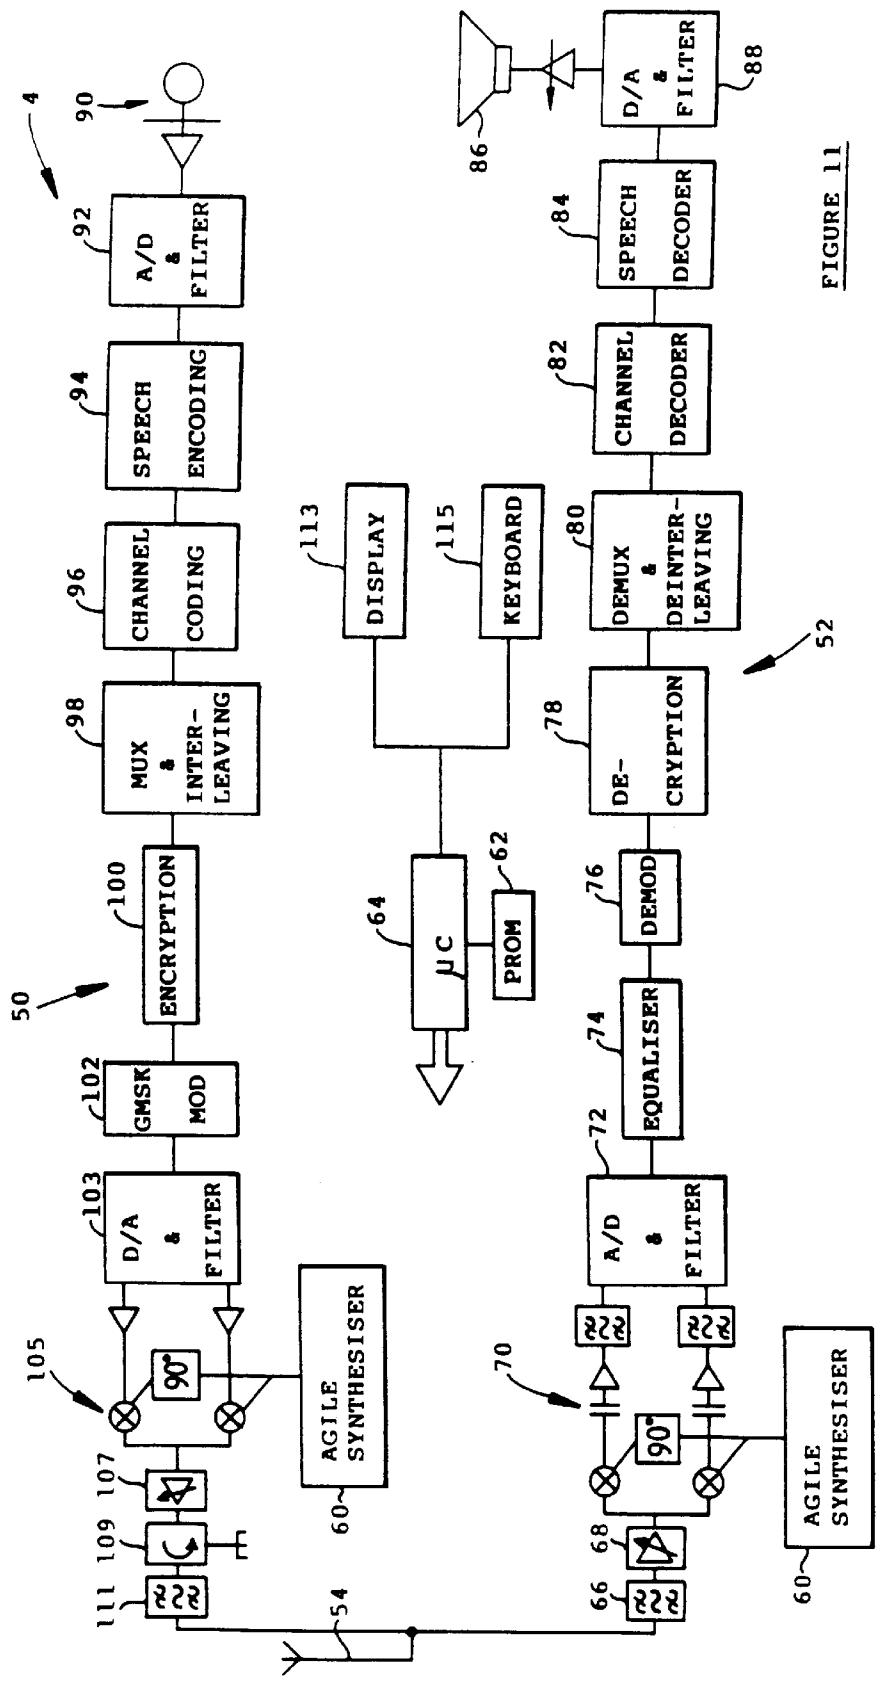 4
90
92
A/D
&
FILTER
94
SPEECH
ENCODING
96
CHANNEL
CODING
98
MUX
&
INTER-
LEAVING
100
ENCRYPTION
50
102
GMSK
MOD
103
D/A
&
FILTER
105
90°
107
109
111
AGILE
SYNTHESISER
60
54
113
DISPLAY
115
KEYBOARD
64
µC
62
PROM
66
68
70
90°
AGILE
SYNTHESISER
60
72
A/D
&
FILTER
74
EQUALISER
76
DEMOD
78
DE-
CRYPTION
52
80
DEMUX
&
DEINTER-
LEAVING
82
CHANNEL
DECODER
84
SPEECH
DECODER
86
D/A
&
FILTER
88
FIGURE 11